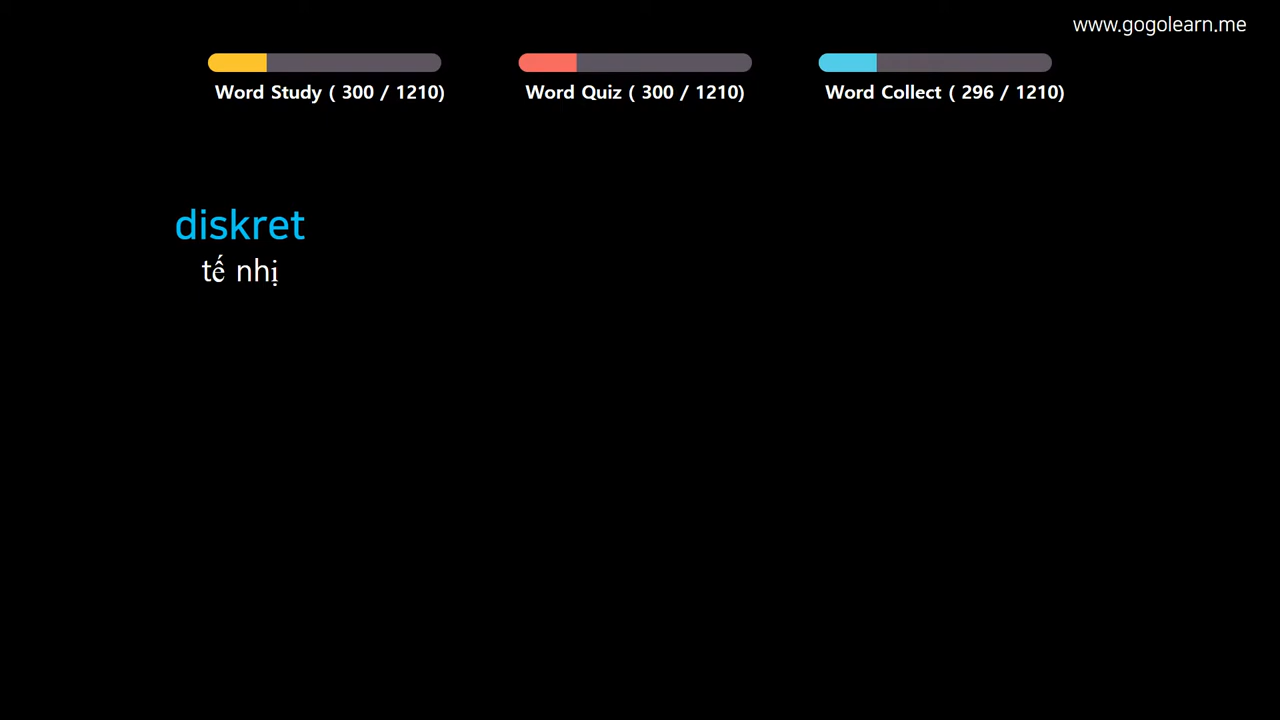 www.gogolearn.me
Word Study ( 300 / 1210)
Word Quiz ( 300 / 1210)
Word Collect ( 296 / 1210)
diskret
tế nhị